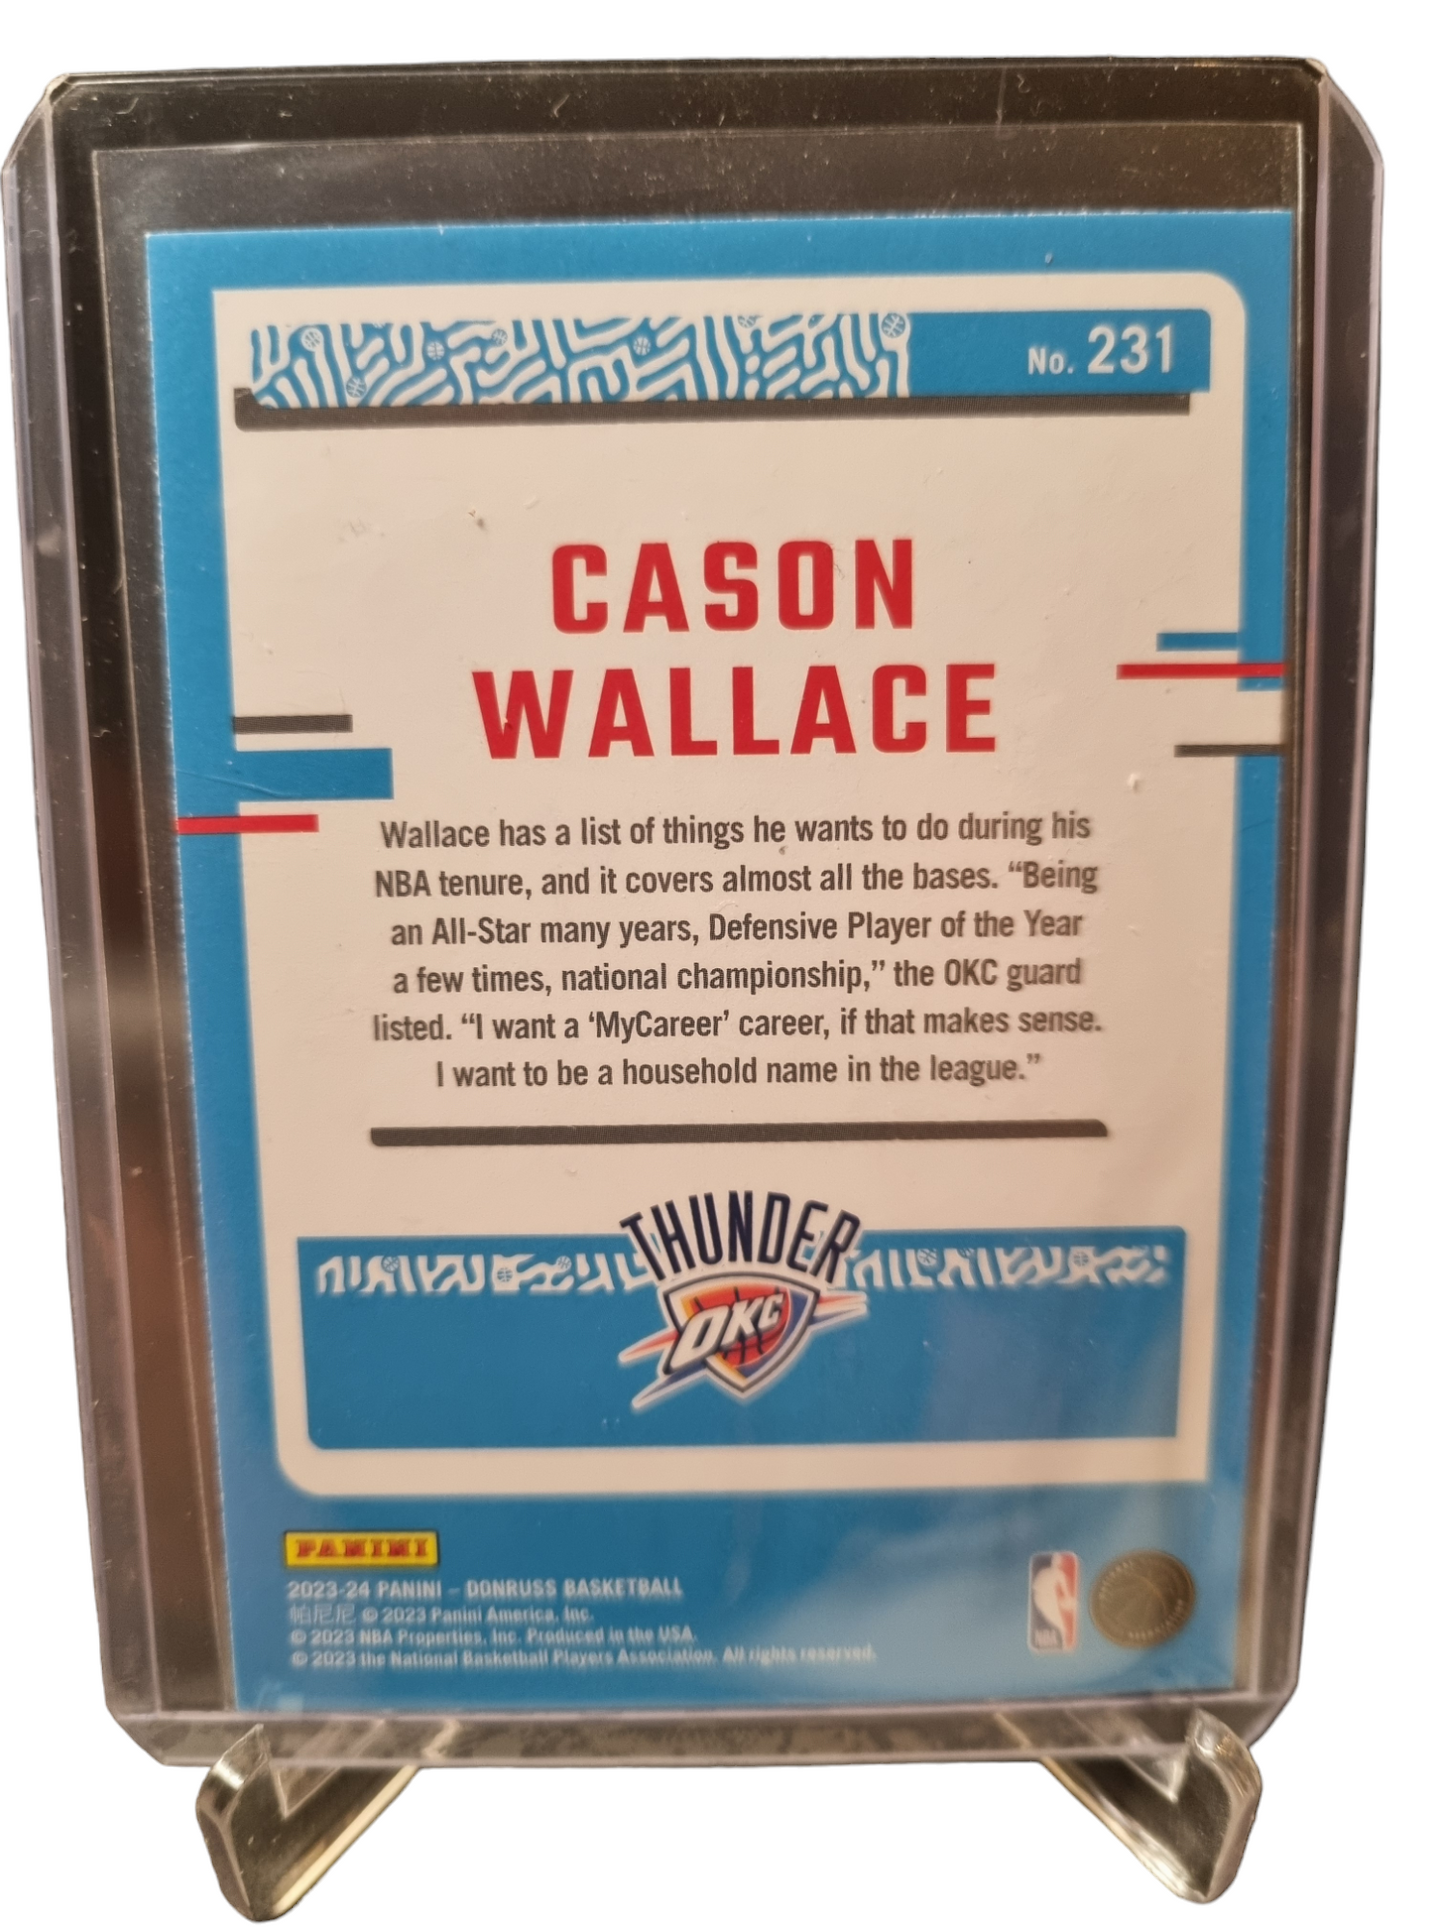 No. 231
CASON
WALLACE
Wallace has a list of things he wants to do during his
NBA tenure, and it covers almost all the bases. “Being
an All-Star many years, Defensive Player of the Year
a few times, national championship,” the OKC guard
listed. “I want a ‘MyCareer’ career, if that makes sense.
I want to be a household name in the league.”
THUNDER
OKC
PANINI
2023-24 PANINI – DONRUSS BASKETBALL
帕尼尼 © 2023 Panini America, Inc.
© 2023 NBA Properties, Inc. Produced in the USA.
© 2023 the National Basketball Players Association. All rights reserved.
NBA